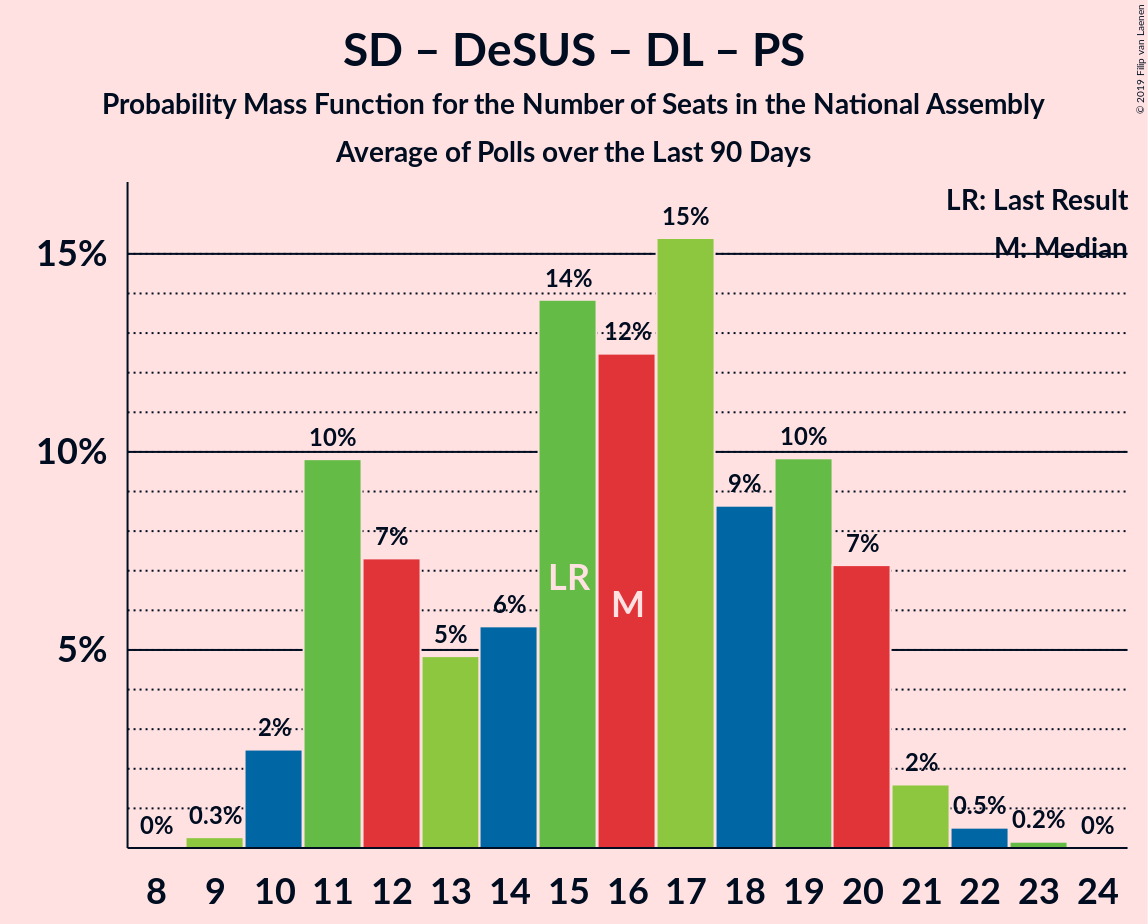 SD – DeSUS – DL – PS
Probability Mass Function for the Number of Seats in the National Assembly
Average of Polls over the Last 90 Days
© 2019 Filip van Laenen
LR: Last Result
M: Median
15%
10%
5%
0%
0.3%
2%
10%
7%
5%
6%
14%
12%
15%
9%
10%
7%
2%
0.5%
0.2%
0%
LR
M
8 9 10 11 12 13 14 15 16 17 18 19 20 21 22 23 24